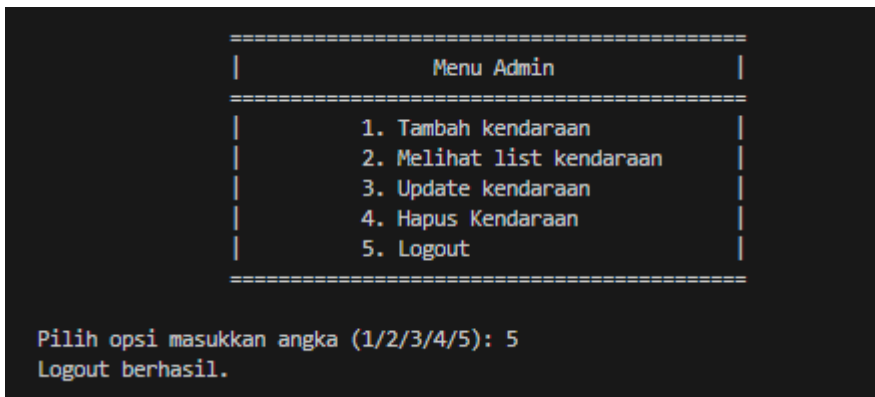 ===========================================
| Menu Admin |
===========================================
| 1. Tambah kendaraan |
| 2. Melihat list kendaraan |
| 3. Update kendaraan |
| 4. Hapus Kendaraan |
| 5. Logout |
===========================================
Pilih opsi masukkan angka (1/2/3/4/5): 5
Logout berhasil.